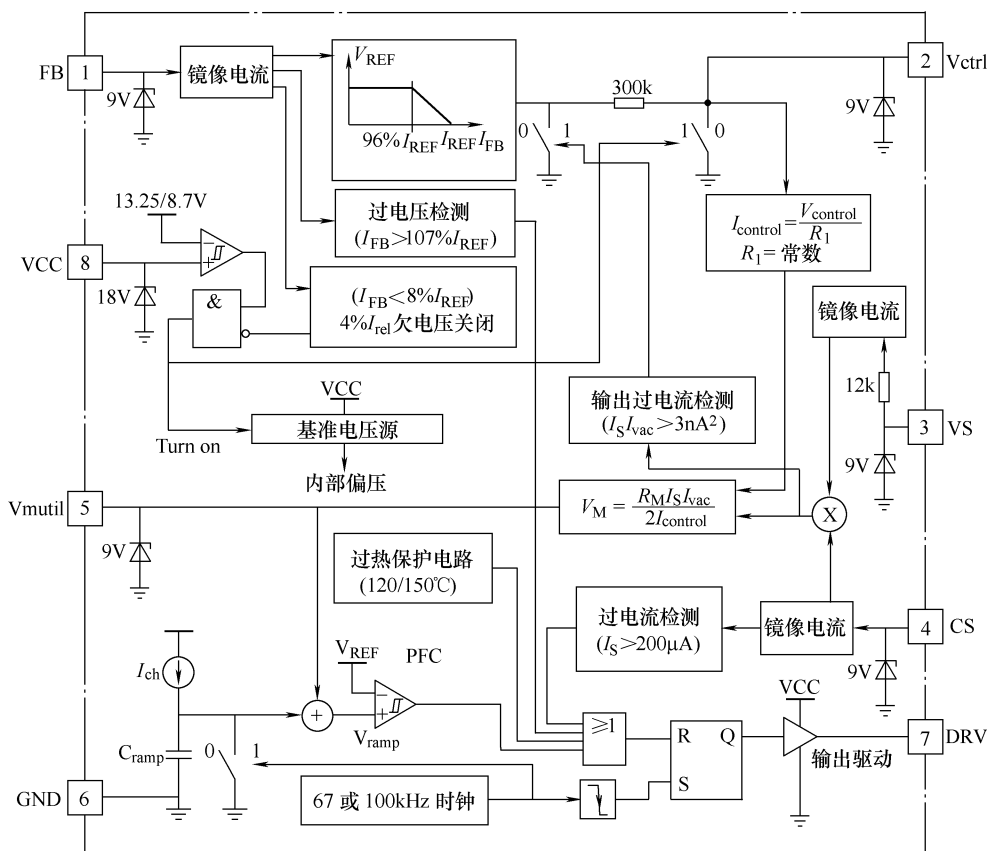 FB
1
9V
镜像电流
V_REF
96% I_REF I_REF I_FB
0
1
300k
1
0
2
Vctrl
9V
13.25/8.7V
过电压检测
(I_FB>107%I_REF)
I_control=V_control/R_1
R_1=常数
VCC
8
18V
−
+
&
(I_FB<8%I_REF)
4%I_rel欠电压关闭
镜像电流
12k
VCC
基准电压源
Turn on
内部偏压
输出过电流检测
(I_S I_vac>3nA²)
3
VS
9V
Vmutil
5
9V
V_M=R_M I_S I_vac/2I_control
X
过热保护电路
(120/150℃)
过电流检测
(I_S>200μA)
镜像电流
4
CS
9V
I_ch
V_REF
PFC
−
+
+
V_ramp
≥1
R
Q
S
VCC
7
DRV
输出驱动
C_ramp
0
1
GND
6
67 或 100kHz 时钟